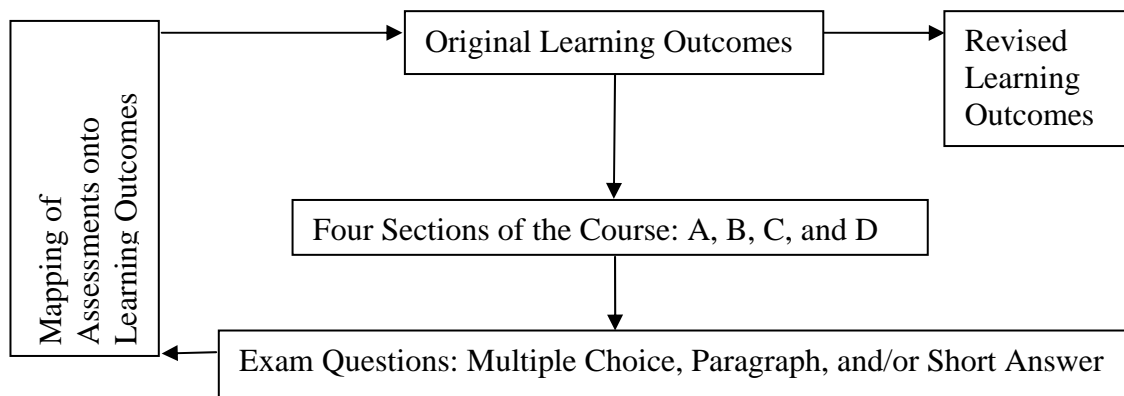 Original Learning Outcomes
Revised
Learning
Outcomes
Mapping of
Assessments onto
Learning Outcomes
Four Sections of the Course: A, B, C, and D
Exam Questions: Multiple Choice, Paragraph, and/or Short Answer